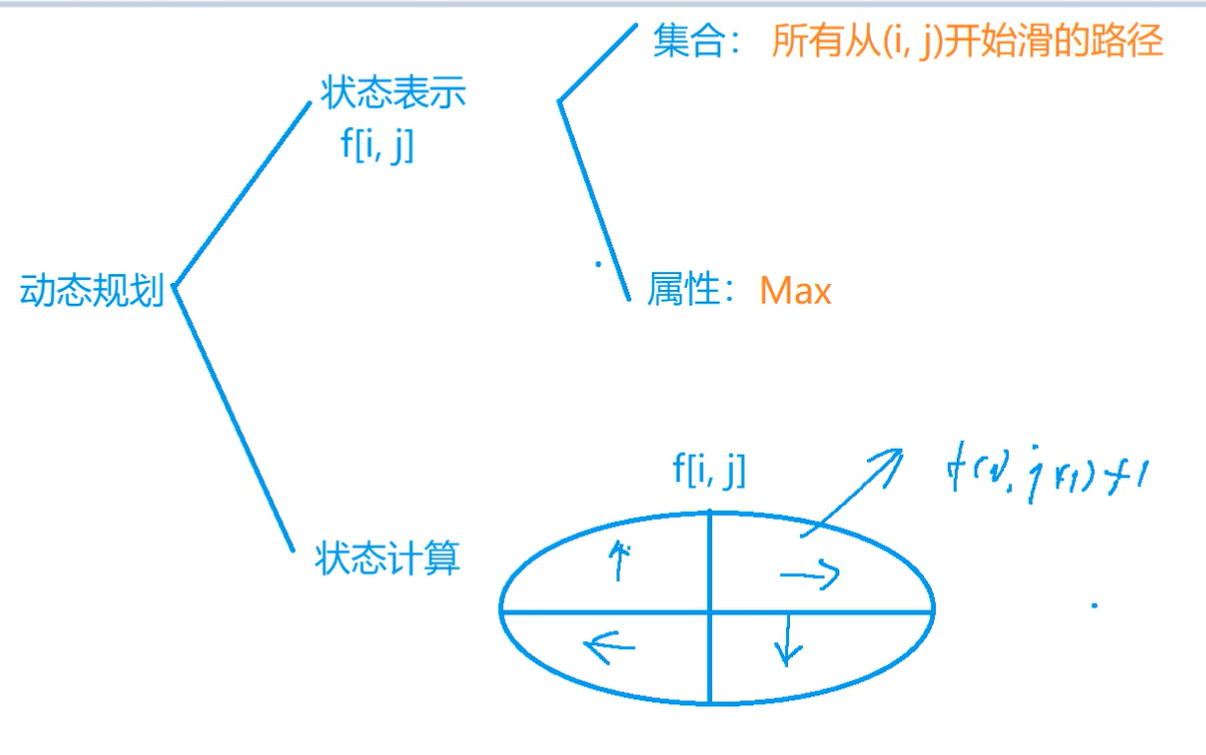 集合： 所有从(i, j)开始滑的路径
状态表示
f[i, j]
动态规划
属性： Max
f[i, j]
f(i, j+1)+1
状态计算